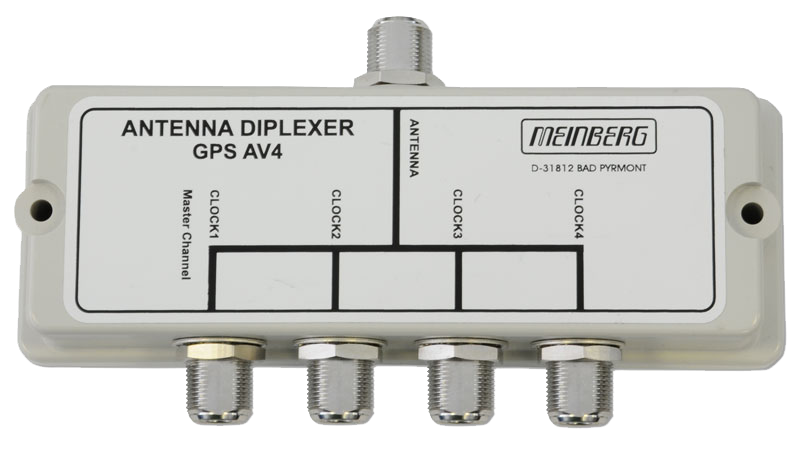 ANTENNA DIPLEXER
GPS AV4
ANTENNA
MEINBERG
D-31812 BAD PYRMONT
CLOCK1
Master Channel
CLOCK2
CLOCK3
CLOCK4